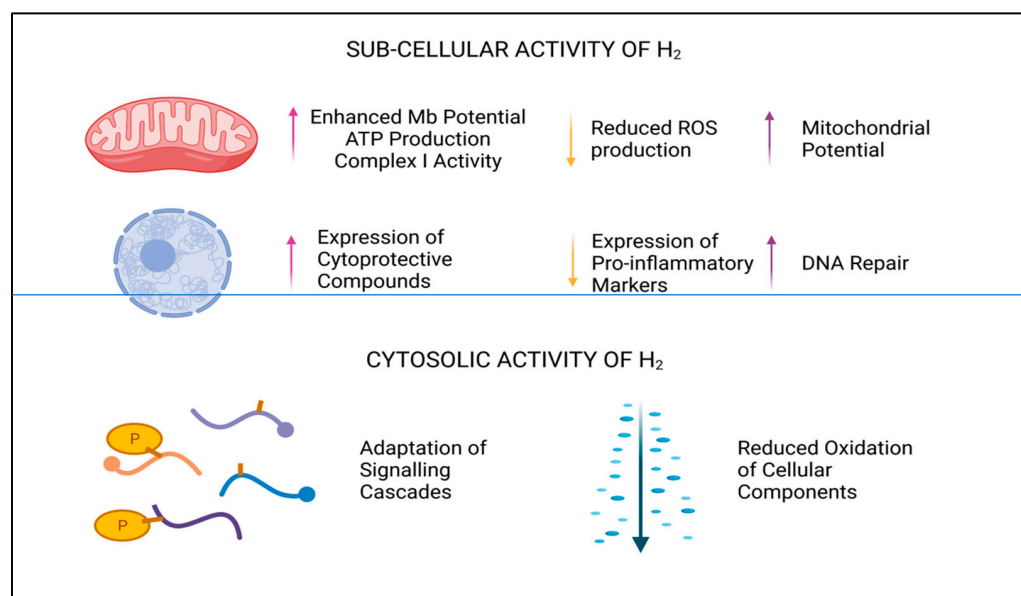 SUB-CELLULAR ACTIVITY OF H₂
Enhanced Mb Potential
ATP Production
Complex I Activity
Reduced ROS
production
Mitochondrial
Potential
Expression of
Cytoprotective
Compounds
Expression of
Pro-inflammatory
Markers
DNA Repair
CYTOSOLIC ACTIVITY OF H₂
P
P
Adaptation of
Signalling
Cascades
Reduced Oxidation
of Cellular
Components